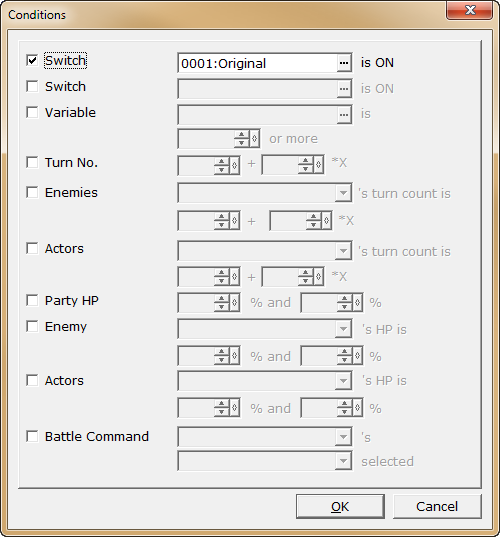 Conditions
Switch 0001:Original ... is ON
Switch ... is ON
Variable ... is
or more
Turn No. + *X
Enemies 's turn count is
+ *X
Actors 's turn count is
+ *X
Party HP % and %
Enemy 's HP is
% and %
Actors 's HP is
% and %
Battle Command 's
selected
OK Cancel